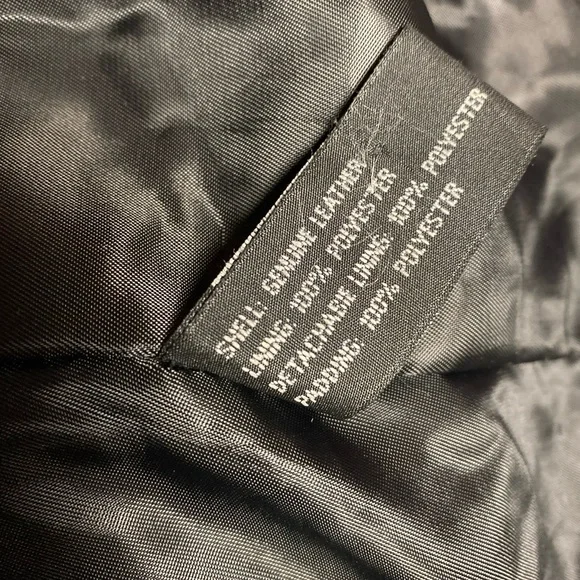 SHELL: GENUINE LEATHER
LINING: 100% POLYESTER
DETACHABLE LINING: 100% POLYESTER
PADDING: 100% POLYESTER